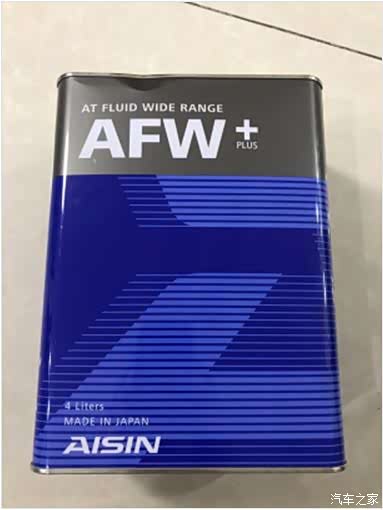 AT FLUID WIDE RANGE
AFW+
PLUS
4 Liters
MADE IN JAPAN
AISIN
汽车之家